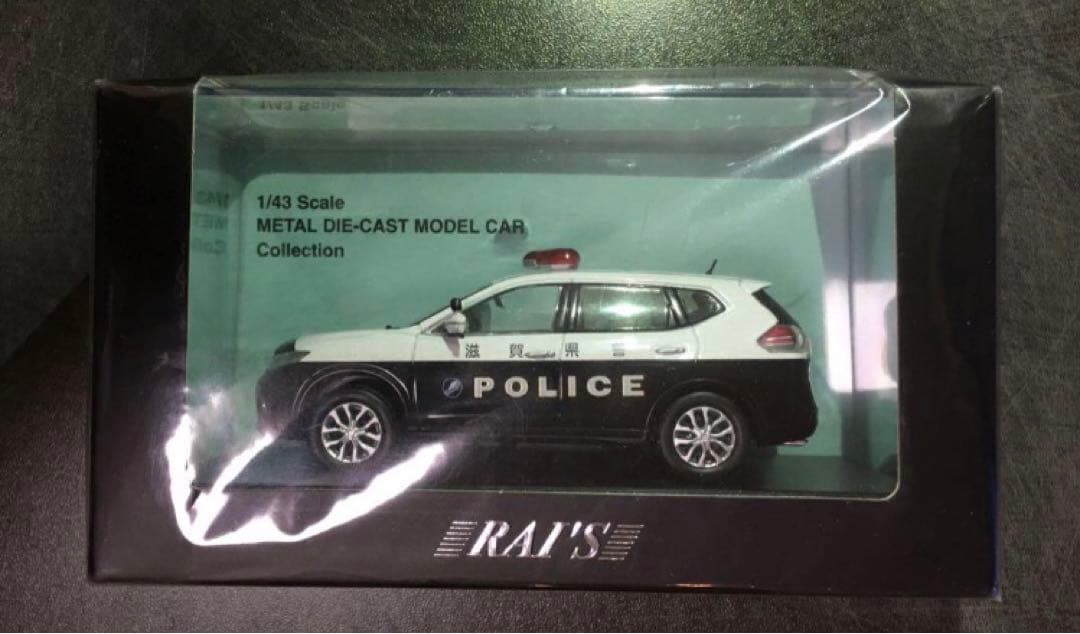 1/43 Scale
METAL DIE-CAST MODEL CAR
Collection
滋賀県警
POLICE
RAI'S